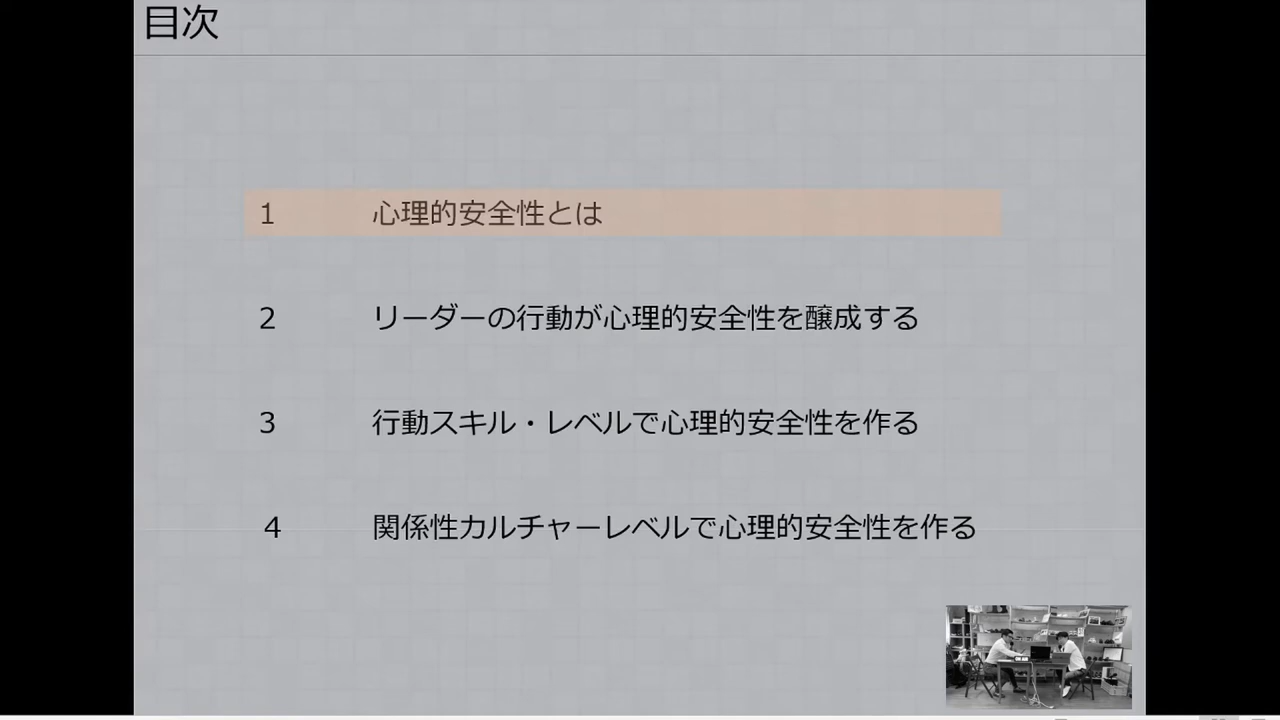 目次
1 心理的安全性とは
2 リーダーの行動が心理的安全性を醸成する
3 行動スキル・レベルで心理的安全性を作る
4 関係性カルチャーレベルで心理的安全性を作る